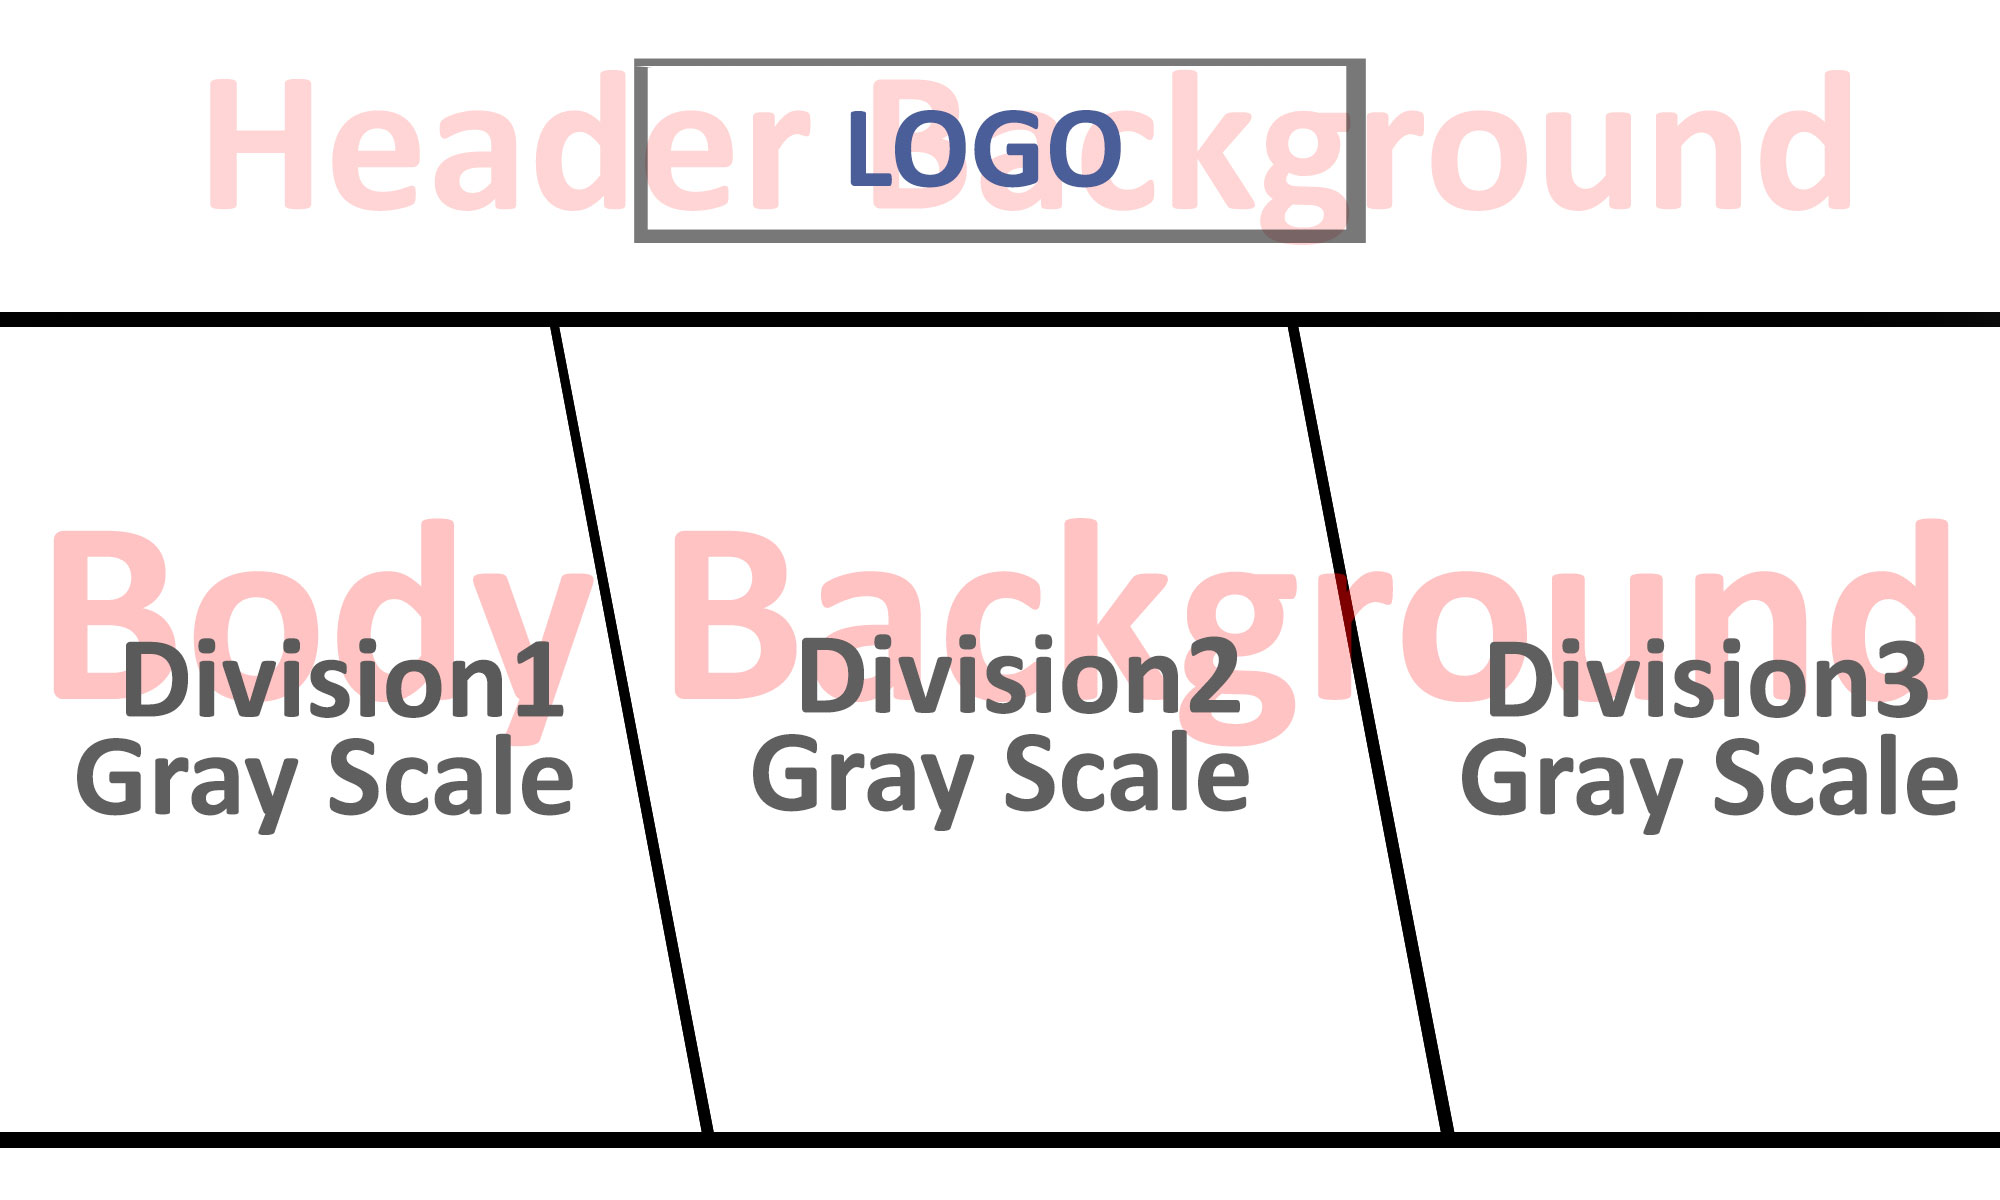 Header Background
LOGO
Body Background
Division1
Gray Scale
Division2
Gray Scale
Division3
Gray Scale